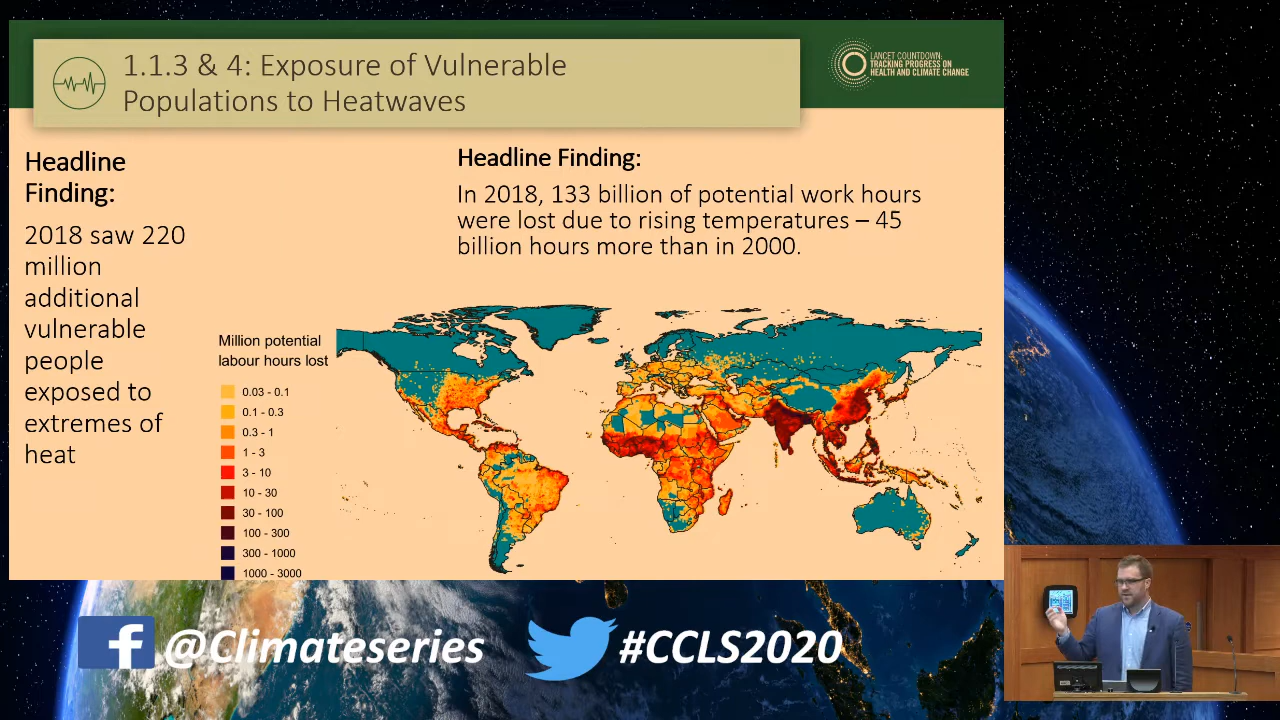 1.1.3 & 4: Exposure of Vulnerable
Populations to Heatwaves
LANCET COUNTDOWN:
TRACKING PROGRESS ON
HEALTH AND CLIMATE CHANGE
Headline
Finding:
2018 saw 220
million
additional
vulnerable
people
exposed to
extremes of
heat
Headline Finding:
In 2018, 133 billion of potential work hours
were lost due to rising temperatures – 45
billion hours more than in 2000.
Million potential
labour hours lost
0.03 - 0.1
0.1 - 0.3
0.3 - 1
1 - 3
3 - 10
10 - 30
30 - 100
100 - 300
300 - 1000
1000 - 3000
f @Climateseries
#CCLS2020